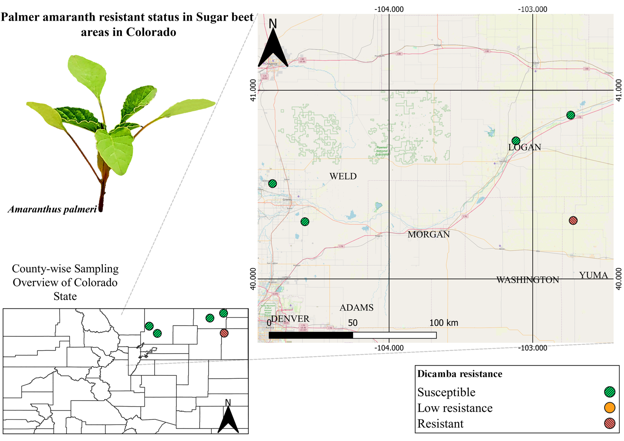 Palmer amaranth resistant status in Sugar beet
areas in Colorado
Amaranthus palmeri
County-wise Sampling
Overview of Colorado
State
N
N
-104.000
-103.000
41.000
41.000
40.000
40.000
LOGAN
WELD
MORGAN
WASHINGTON
YUMA
ADAMS
DENVER
0
50
100 km
-104.000
-103.000
Dicamba resistance
Susceptible
Low resistance
Resistant